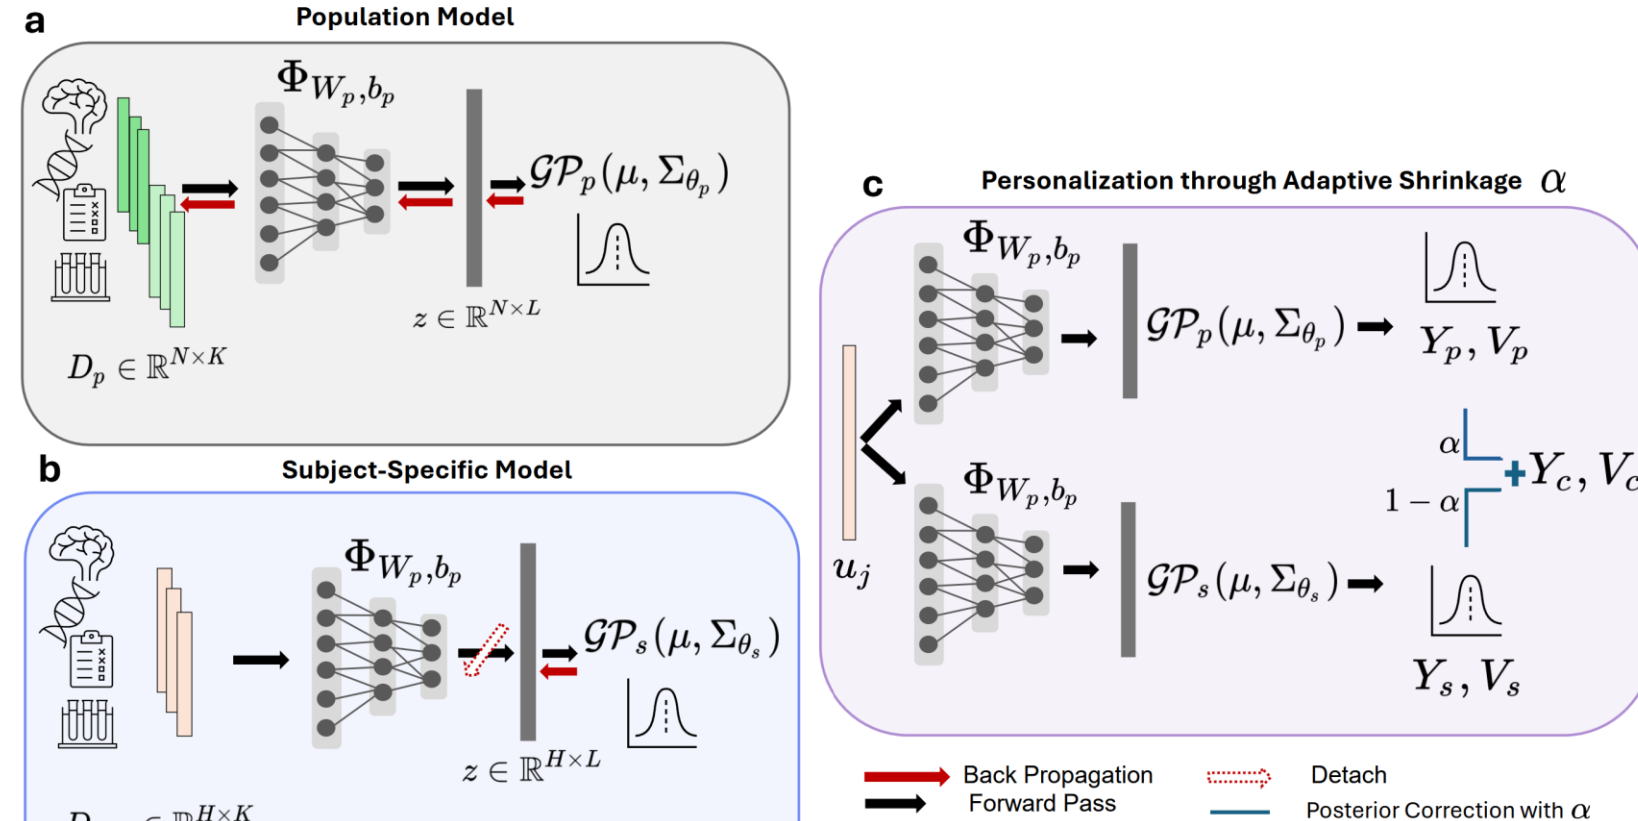 a
Population Model
Φ_{W_p, b_p}
𝒢𝒫_p(μ, Σ_{θ_p})
z ∈ ℝ^{N×L}
D_p ∈ ℝ^{N×K}
b
Subject-Specific Model
Φ_{W_p, b_p}
𝒢𝒫_s(μ, Σ_{θ_s})
z ∈ ℝ^{H×L}
∈ ℝ^{H×K}
c
Personalization through Adaptive Shrinkage α
Φ_{W_p, b_p}
𝒢𝒫_p(μ, Σ_{θ_p})
Y_p, V_p
u_j
α
1 − α
+ Y_c, V_c
Φ_{W_p, b_p}
𝒢𝒫_s(μ, Σ_{θ_s})
Y_s, V_s
Back Propagation
Detach
Forward Pass
Posterior Correction with α